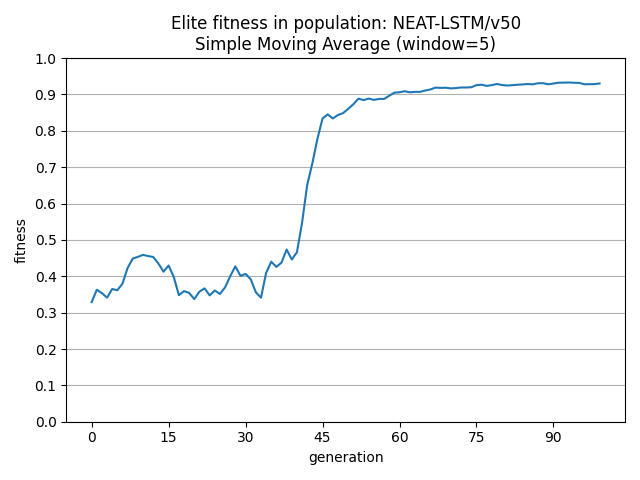 Elite fitness in population: NEAT-LSTM/v50
Simple Moving Average (window=5)
1.0
0.9
0.8
0.7
0.6
0.5
0.4
0.3
0.2
0.1
0.0
fitness
0 15 30 45 60 75 90
generation